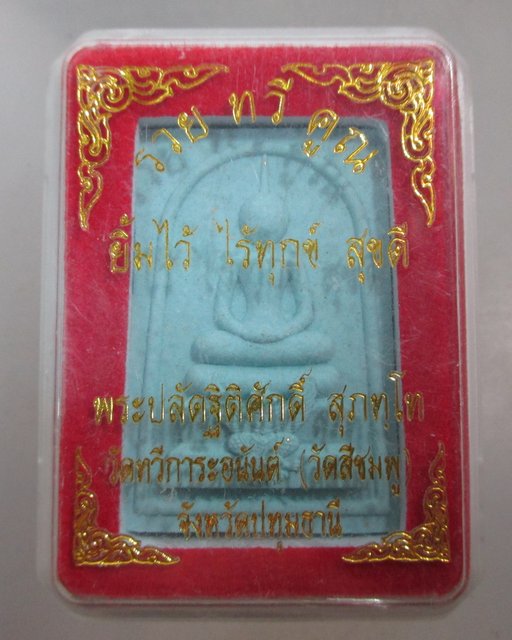 รวย ทวี คูณ
ยิ้มไว้ ไร้ทุกข์ สุขดี
พระปลัดฐิติศักดิ์ สุภทฺโท
วัดทวีการะอนันต์ (วัดสีชมพู)
จังหวัดปทุมธานี